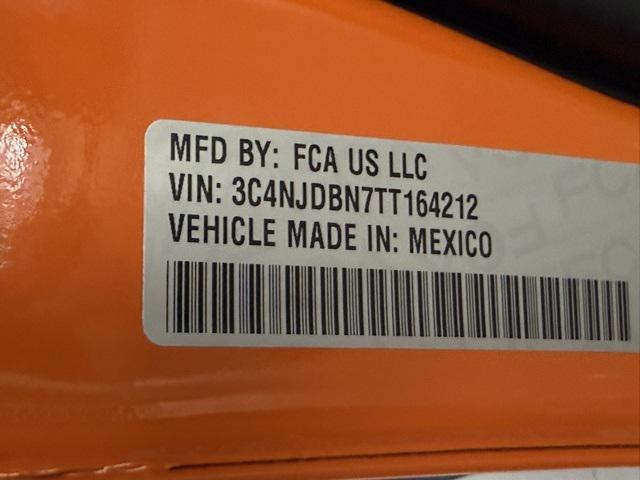 MFD BY: FCA US LLC
VIN: 3C4NJDBN7TT164212
VEHICLE MADE IN: MEXICO